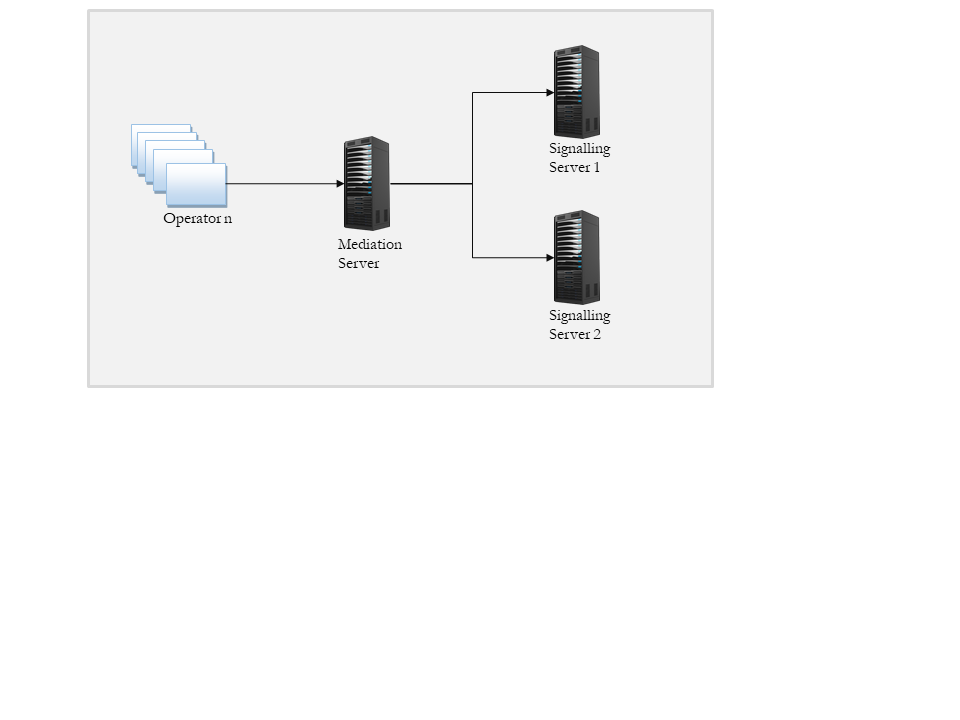 Operator n
Mediation
Server
Signalling
Server 1
Signalling
Server 2